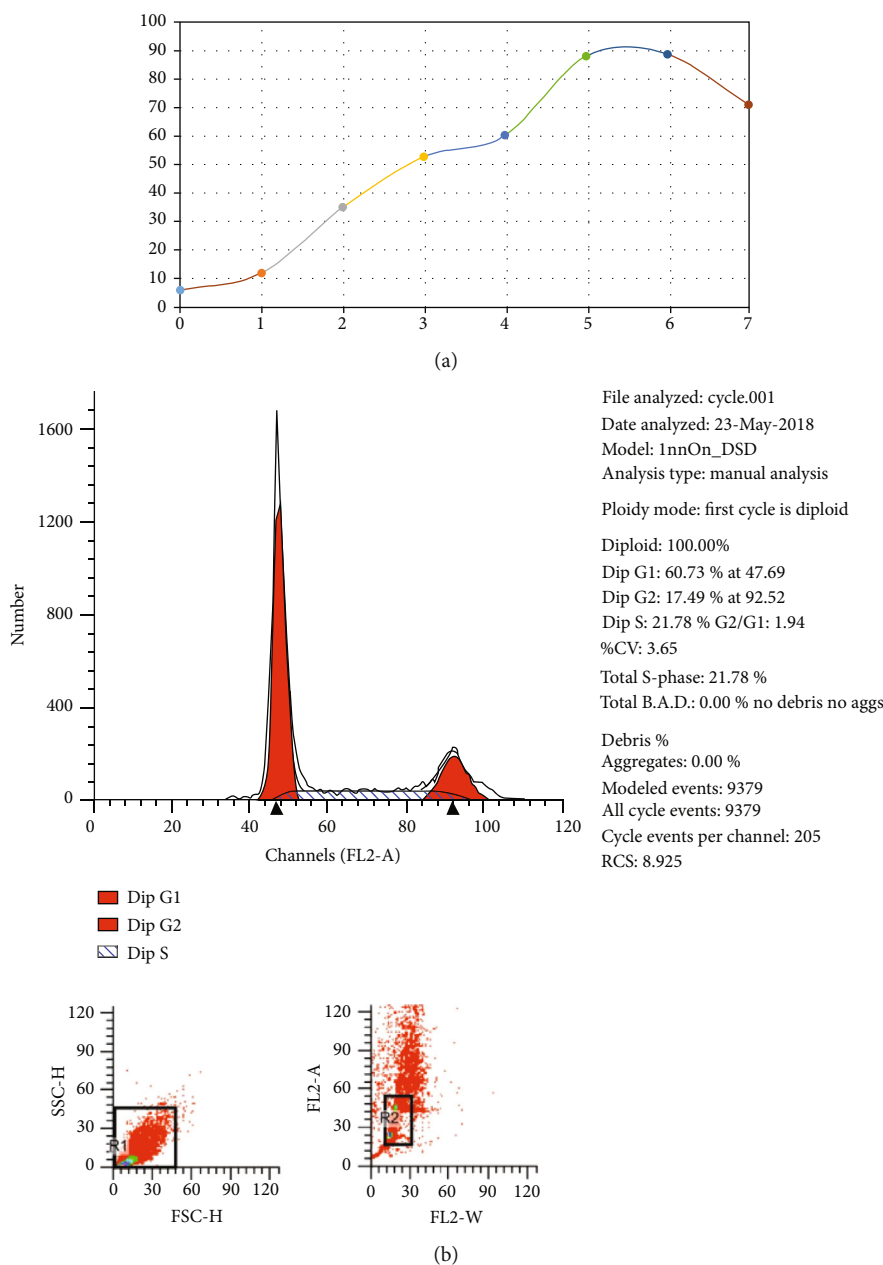 100
90
80
70
60
50
40
30
20
10
0
0 1 2 3 4 5 6 7
(a)
1600
1200
800
400
0
Number
0 20 40 60 80 100 120
Channels (FL2-A)
File analyzed: cycle.001
Date analyzed: 23-May-2018
Model: 1nnOn_DSD
Analysis type: manual analysis
Ploidy mode: first cycle is diploid
Diploid: 100.00%
Dip G1: 60.73 % at 47.69
Dip G2: 17.49 % at 92.52
Dip S: 21.78 % G2/G1: 1.94
%CV: 3.65
Total S-phase: 21.78 %
Total B.A.D.: 0.00 % no debris no aggs
Debris %
Aggregates: 0.00 %
Modeled events: 9379
All cycle events: 9379
Cycle events per channel: 205
RCS: 8.925
Dip G1
Dip G2
Dip S
120
90
60
30
0
SSC-H
R1
0 30 60 90 120
FSC-H
120
90
60
30
0
FL2-A
R2
0 30 60 90 120
FL2-W
(b)